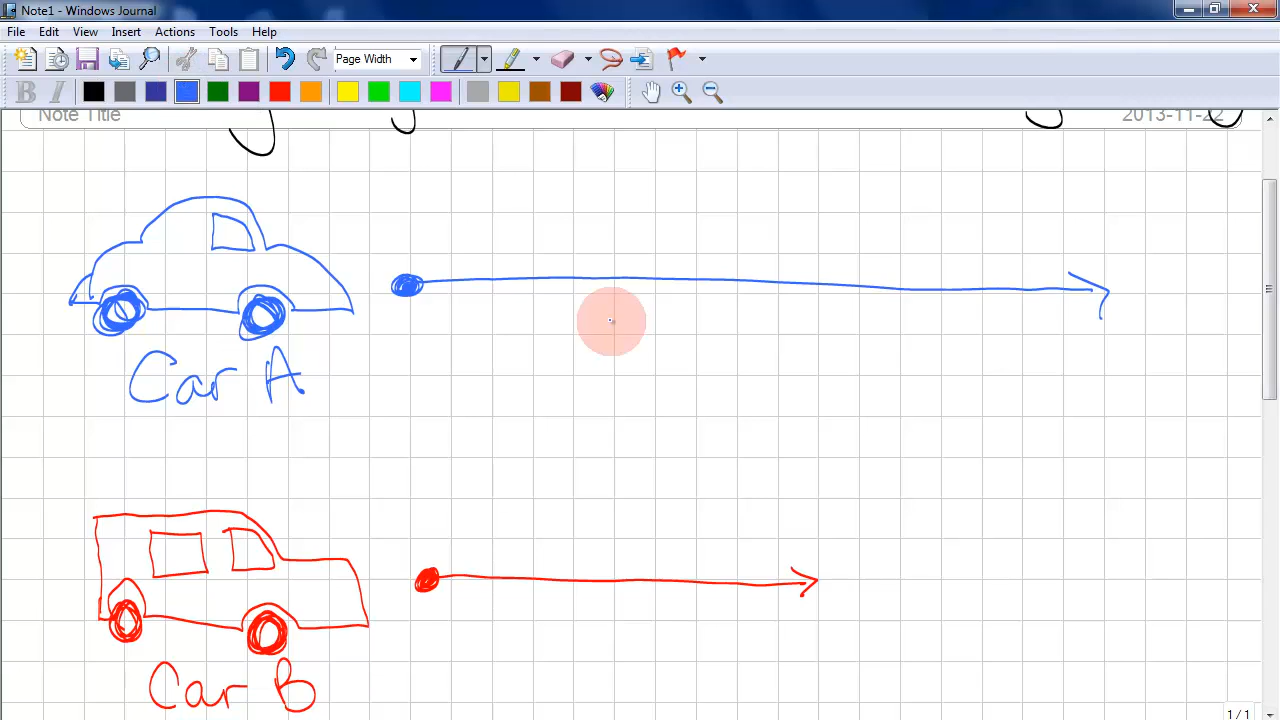 Note1 - Windows Journal
File Edit View Insert Actions Tools Help
Page Width
B I
Note Title 2013-11-22
Car A
Car B
1/1